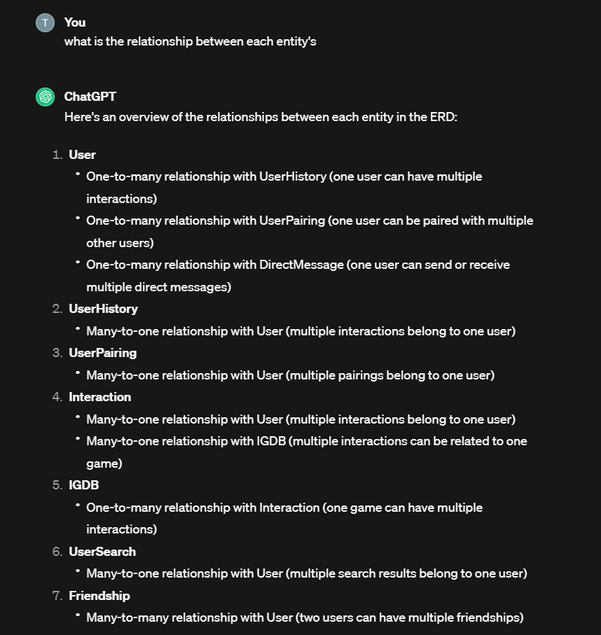 T You
what is the relationship between each entity's
ChatGPT
Here's an overview of the relationships between each entity in the ERD:
1. User
• One-to-many relationship with UserHistory (one user can have multiple
interactions)
• One-to-many relationship with UserPairing (one user can be paired with multiple
other users)
• One-to-many relationship with DirectMessage (one user can send or receive
multiple direct messages)
2. UserHistory
• Many-to-one relationship with User (multiple interactions belong to one user)
3. UserPairing
• Many-to-one relationship with User (multiple pairings belong to one user)
4. Interaction
• Many-to-one relationship with User (multiple interactions belong to one user)
• Many-to-one relationship with IGDB (multiple interactions can be related to one
game)
5. IGDB
• One-to-many relationship with Interaction (one game can have multiple
interactions)
6. UserSearch
• Many-to-one relationship with User (multiple search results belong to one user)
7. Friendship
• Many-to-many relationship with User (two users can have multiple friendships)